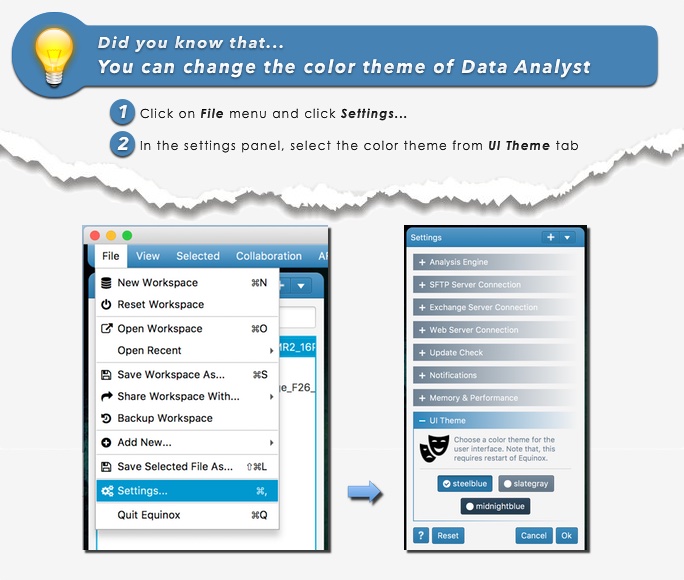 Did you know that...
You can change the color theme of Data Analyst
1 Click on File menu and click Settings...
2 In the settings panel, select the color theme from UI Theme tab
File View Selected Collaboration
New Workspace ⌘N
Reset Workspace
Open Workspace ⌘O
Open Recent
Save Workspace As... ⌘S
Share Workspace With...
Backup Workspace
Add New...
Save Selected File As... ⇧⌘L
Settings... ⌘,
Quit Equinox ⌘Q
Settings
+ Analysis Engine
+ SFTP Server Connection
+ Exchange Server Connection
+ Web Server Connection
+ Update Check
+ Notifications
+ Memory & Performance
− UI Theme
Choose a color theme for the
user interface. Note that, this
requires restart of Equinox.
steelblue slategray
midnightblue
? Reset Cancel Ok